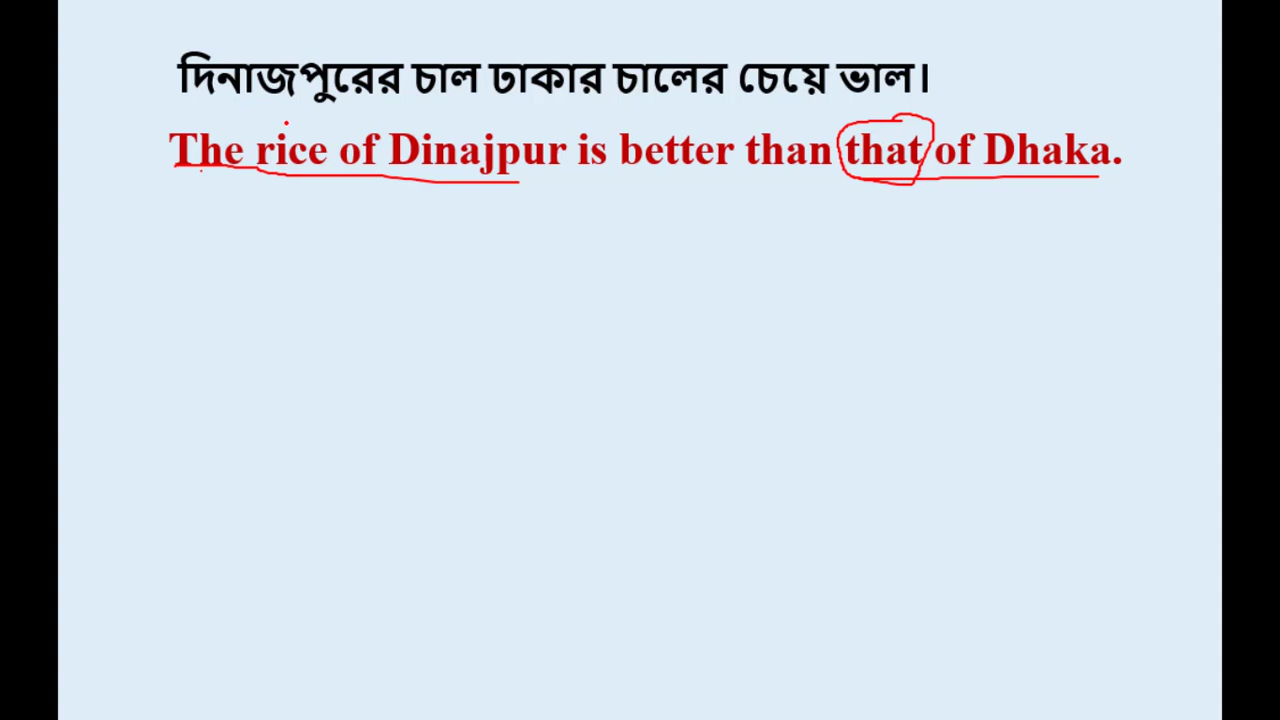 দিনাজপুরের চাল ঢাকার চালের চেয়ে ভাল।
The rice of Dinajpur is better than that of Dhaka.